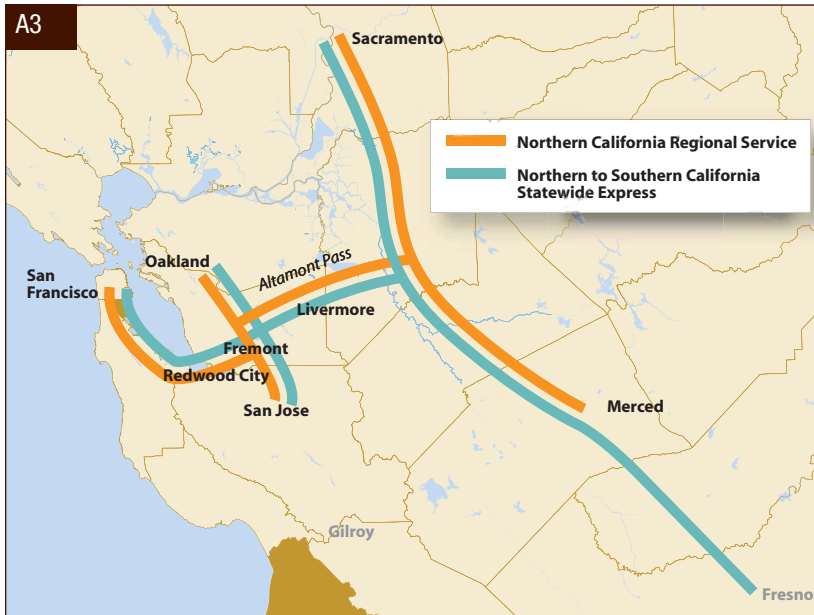 A3
Sacramento
Northern California Regional Service
Northern to Southern California
Statewide Express
Oakland
Altamont Pass
San
Francisco
Livermore
Fremont
Redwood City
San Jose
Merced
Gilroy
Fresno